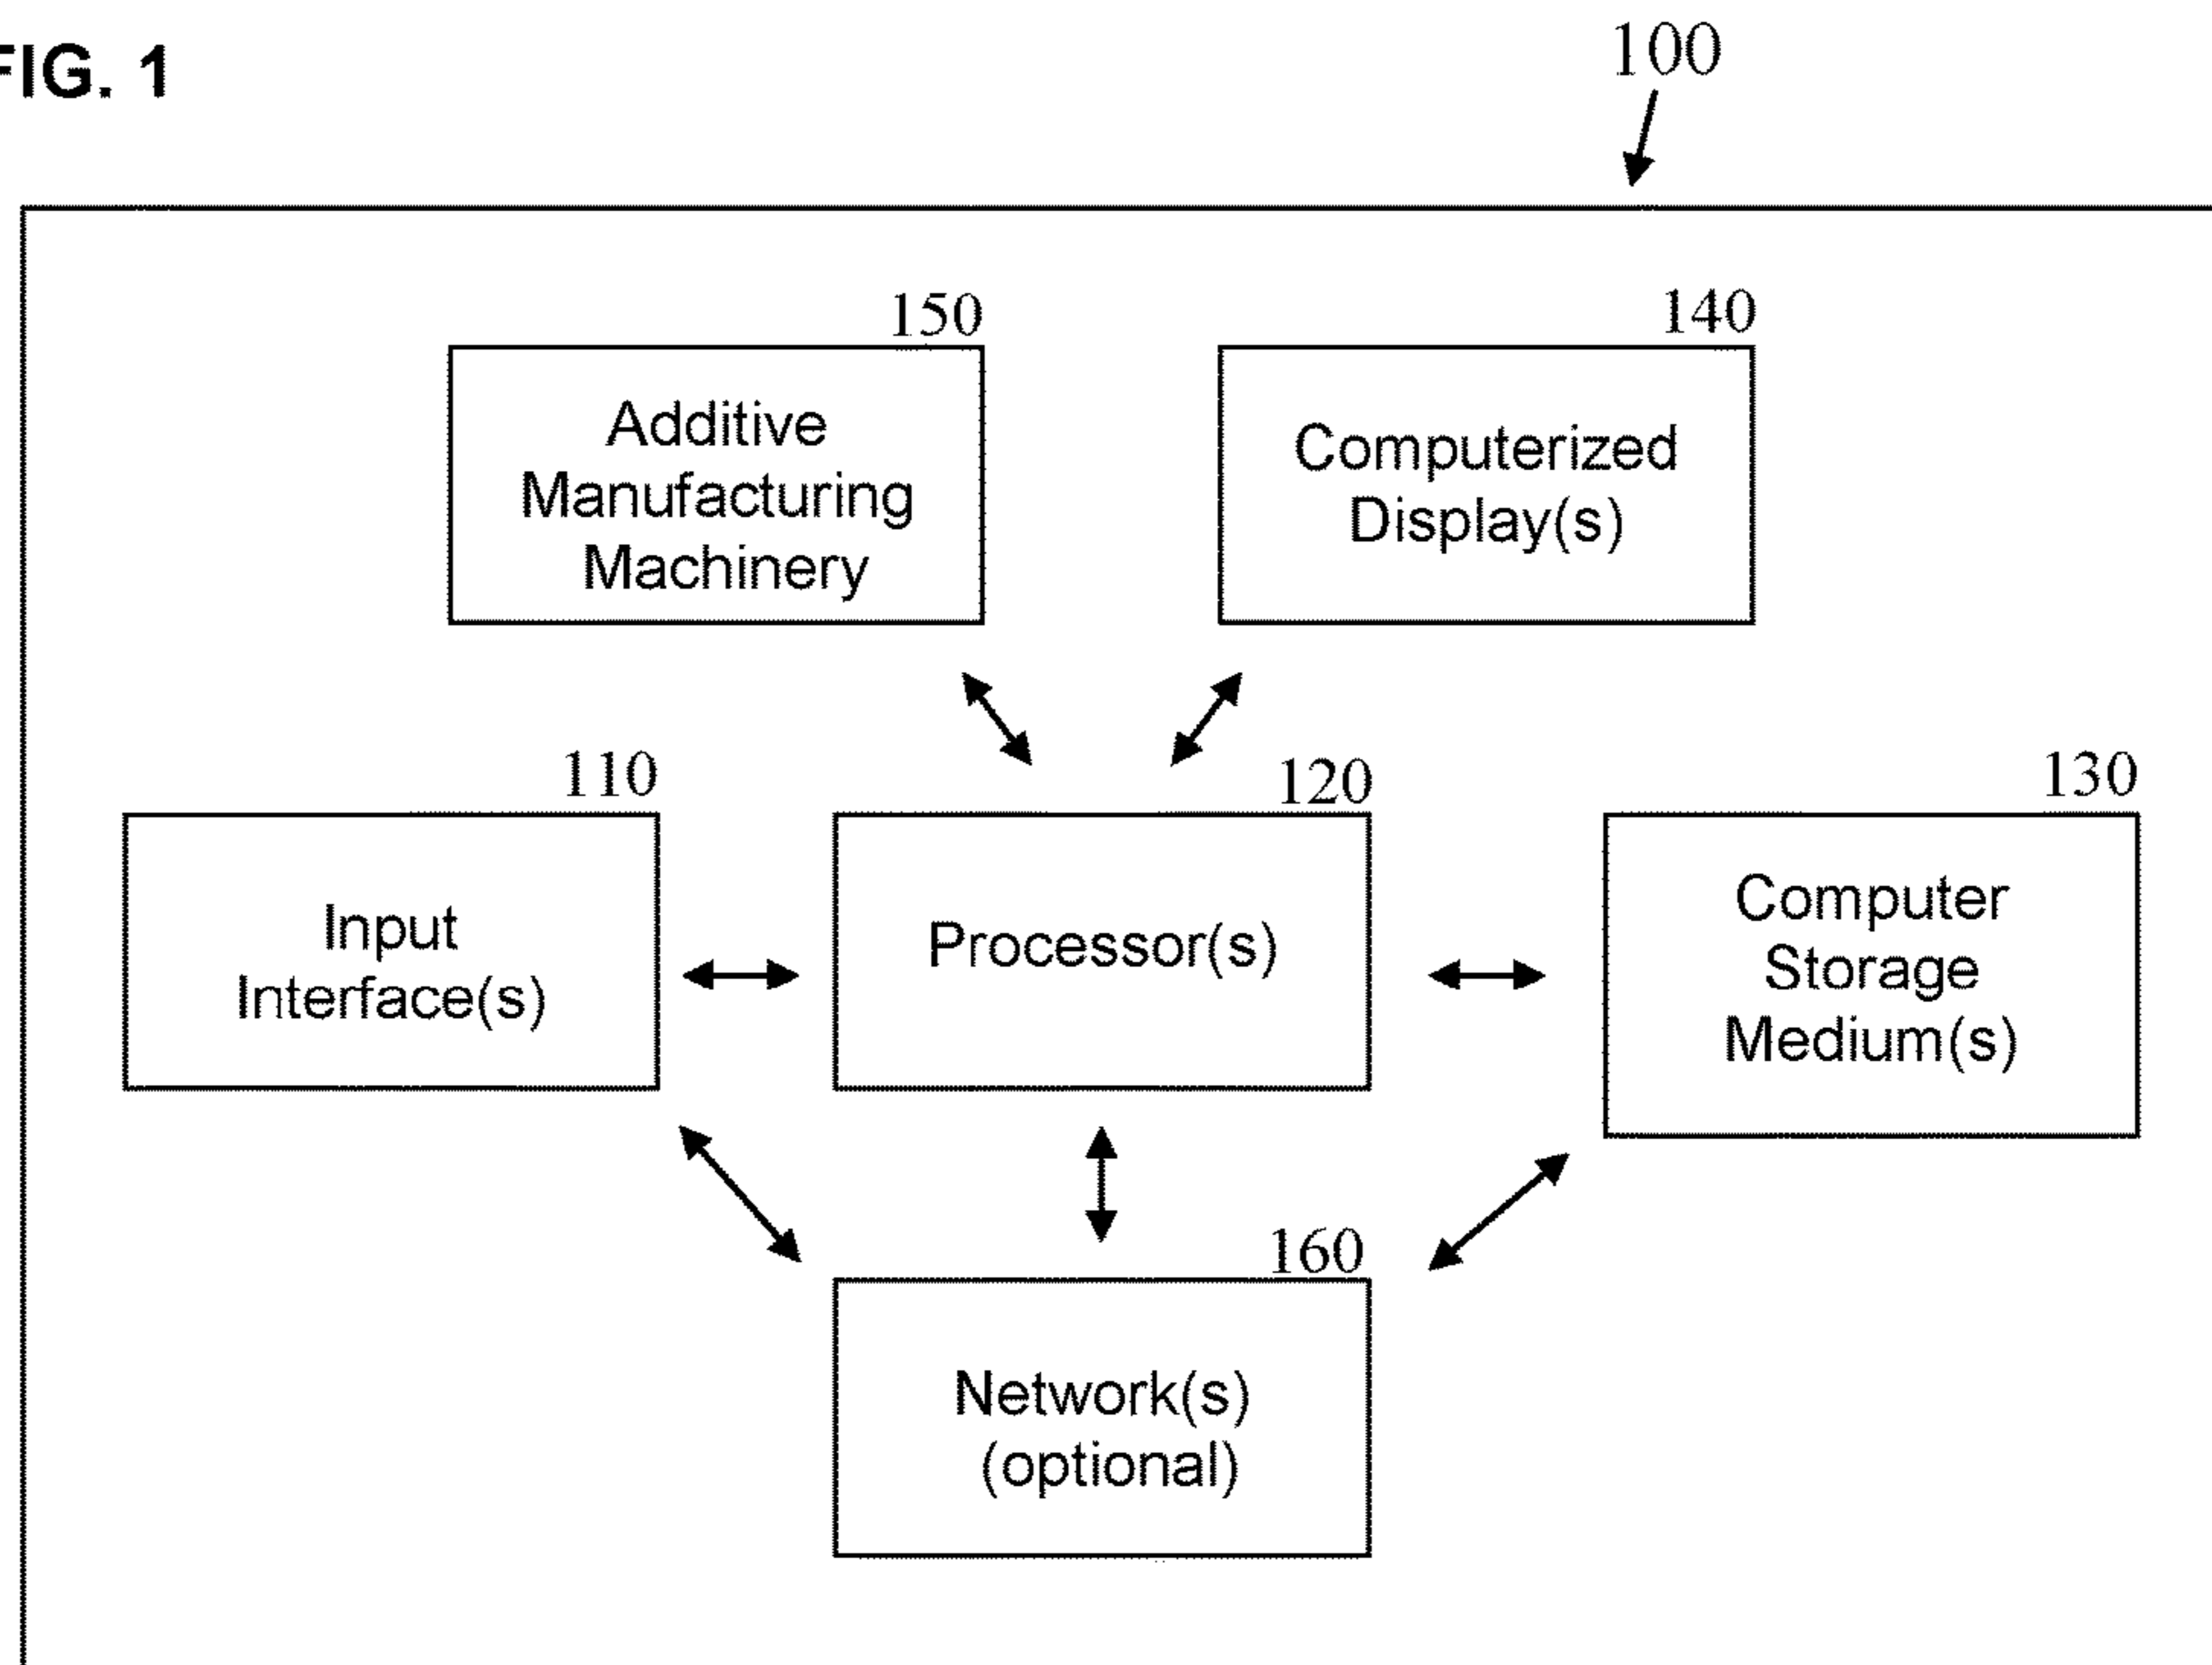 FIG. 1
100
150
140
Additive
Manufacturing
Machinery
Computerized
Display(s)
110
120
130
Input
Interface(s)
Processor(s)
Computer
Storage
Medium(s)
160
Network(s)
(optional)